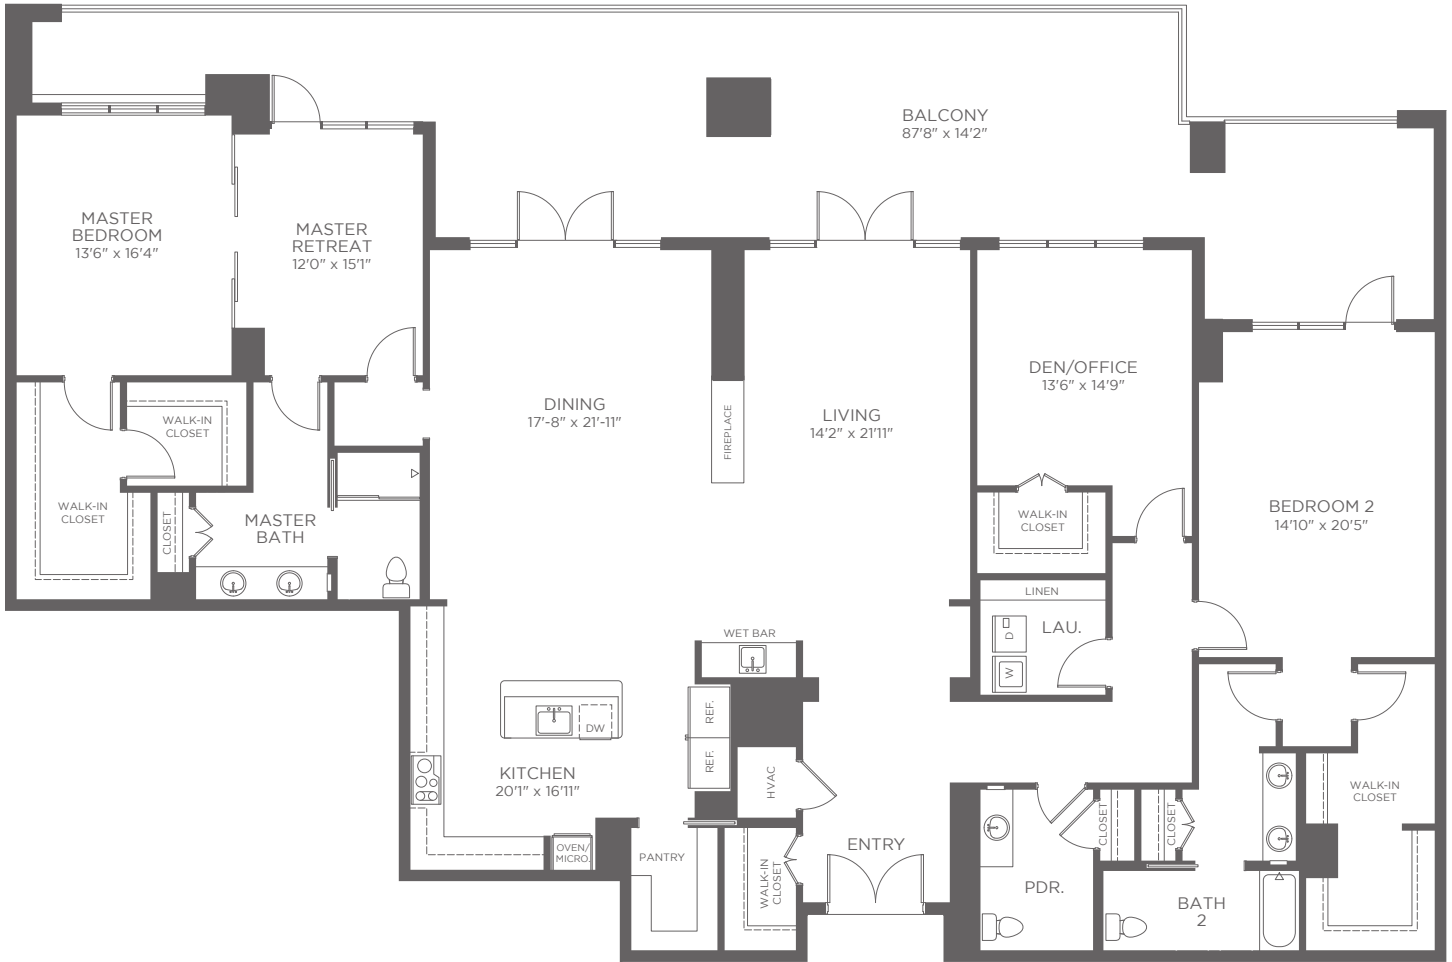 BALCONY
87'8" x 14'2"
MASTER
BEDROOM
13'6" x 16'4"
MASTER
RETREAT
12'0" x 15'1"
DEN/OFFICE
13'6" x 14'9"
DINING
17'-8" x 21'-11"
FIREPLACE
LIVING
14'2" x 21'11"
WALK-IN
CLOSET
WALK-IN
CLOSET
CLOSET
MASTER
BATH
WALK-IN
CLOSET
BEDROOM 2
14'10" x 20'5"
LINEN
D
LAU.
W
WET BAR
REF.
REF.
DW
KITCHEN
20'1" x 16'11"
HVAC
OVEN/
MICRO.
PANTRY
WALK-IN
CLOSET
ENTRY
PDR.
CLOSET
CLOSET
WALK-IN
CLOSET
BATH
2